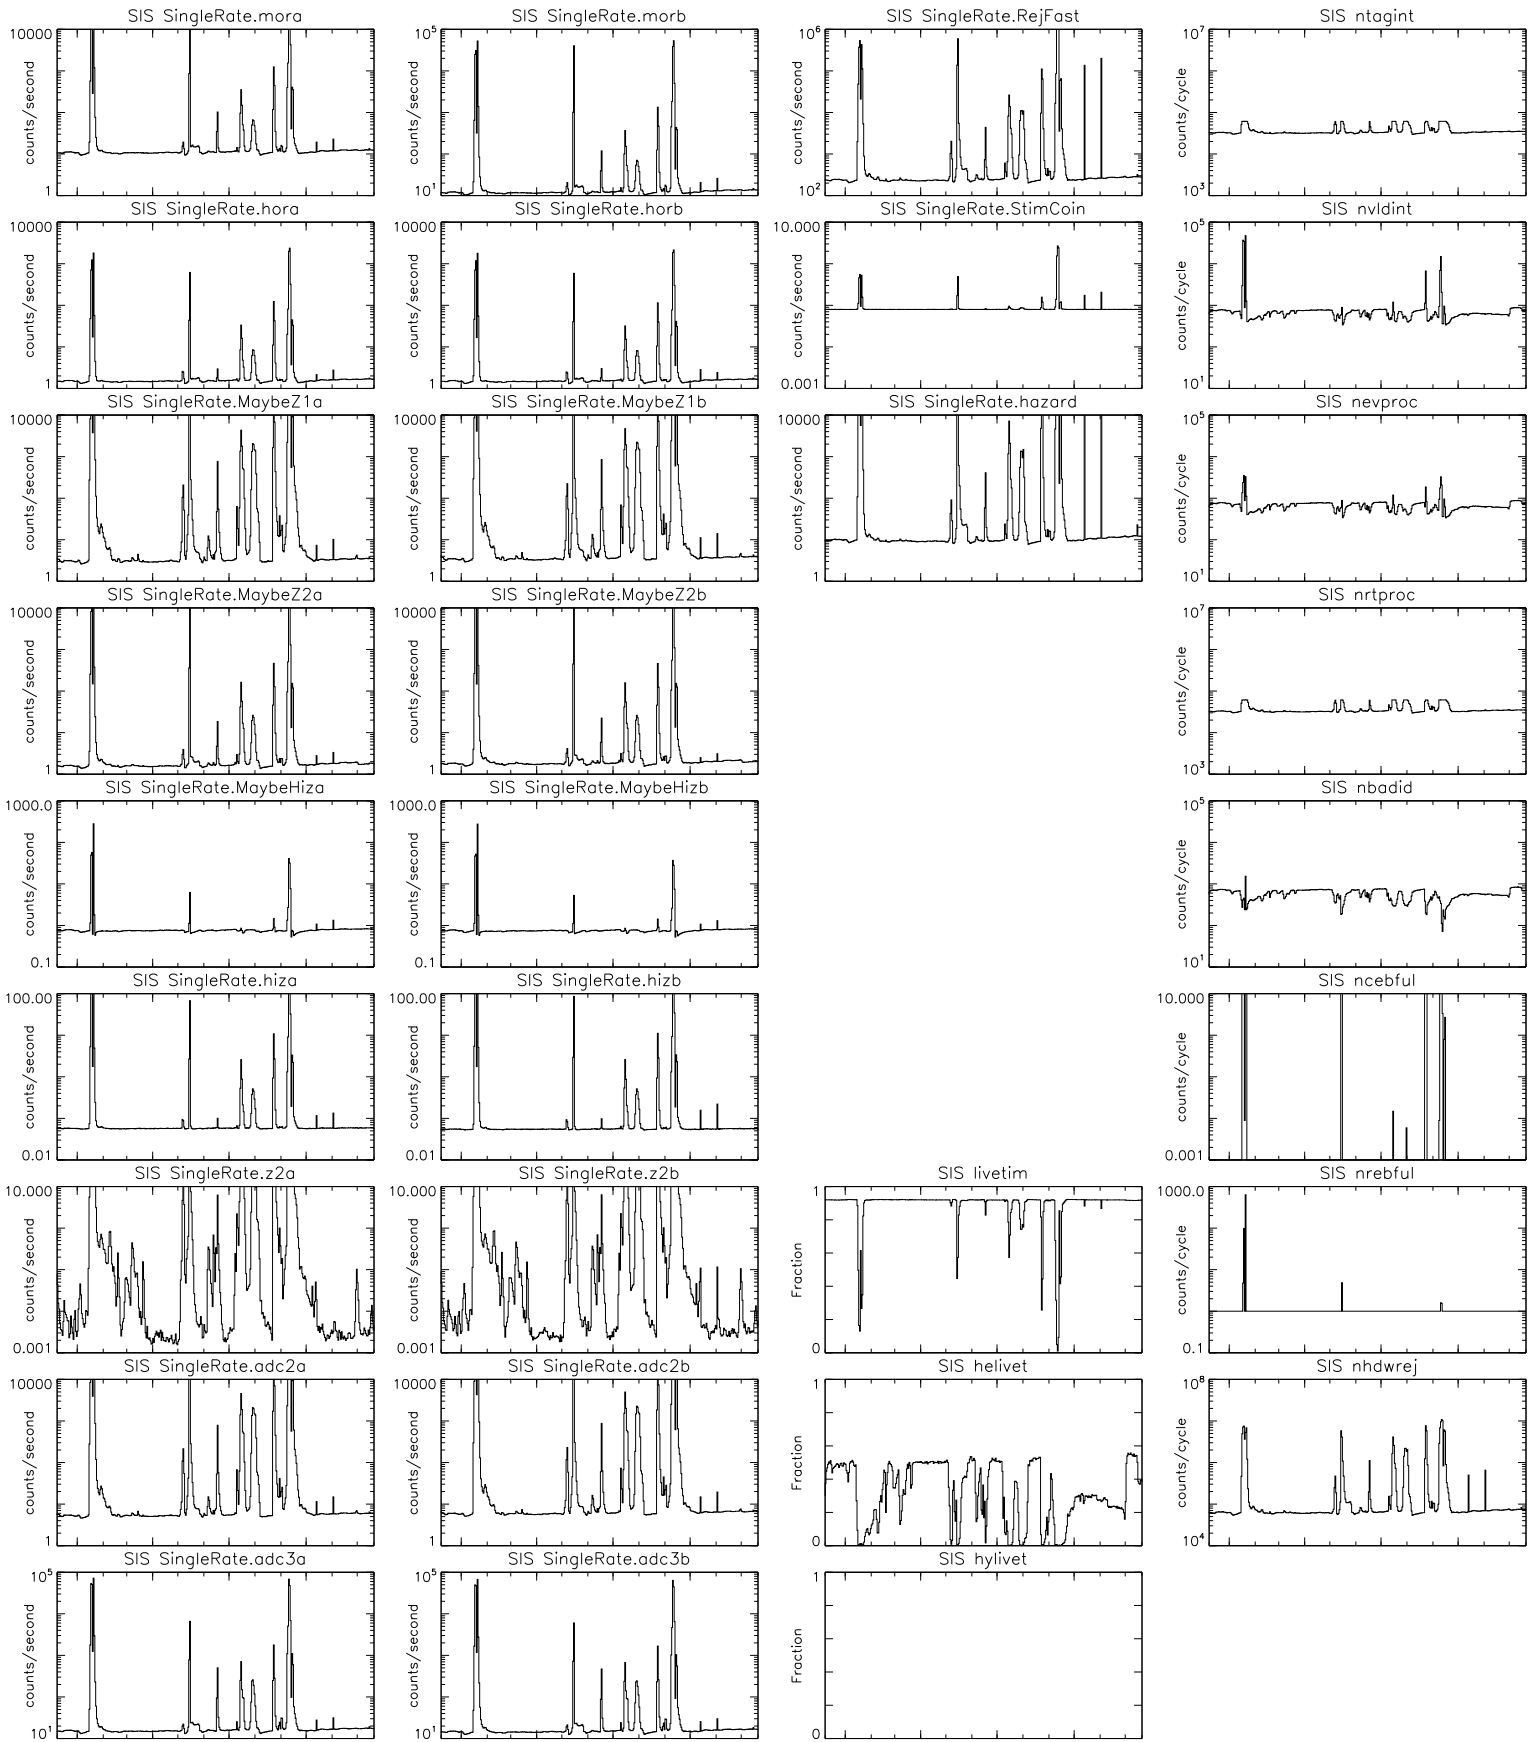 SIS SingleRate.mora
10000
counts/second
1
SIS SingleRate.morb
10^5
counts/second
10^1
SIS SingleRate.RejFast
10^6
counts/second
10^2
SIS ntagint
10^7
counts/cycle
10^3
SIS SingleRate.hora
10000
counts/second
1
SIS SingleRate.horb
10000
counts/second
1
SIS SingleRate.StimCoin
10.000
counts/second
0.001
SIS nvldint
10^5
counts/cycle
10^1
SIS SingleRate.MaybeZ1a
10000
counts/second
1
SIS SingleRate.MaybeZ1b
10000
counts/second
1
SIS SingleRate.hazard
10000
counts/second
1
SIS nevproc
10^5
counts/cycle
10^1
SIS SingleRate.MaybeZ2a
10000
counts/second
1
SIS SingleRate.MaybeZ2b
10000
counts/second
1
SIS nrtproc
10^7
counts/cycle
10^3
SIS SingleRate.MaybeHiza
1000.0
counts/second
0.1
SIS SingleRate.MaybeHizb
1000.0
counts/second
0.1
SIS nbadid
10^5
counts/cycle
10^1
SIS SingleRate.hiza
100.00
counts/second
0.01
SIS SingleRate.hizb
100.00
counts/second
0.01
SIS ncebful
10.000
counts/cycle
0.001
SIS SingleRate.z2a
10.000
counts/second
0.001
SIS SingleRate.z2b
10.000
counts/second
0.001
SIS livetim
1
Fraction
0
SIS nrebful
1000.0
counts/cycle
0.1
SIS SingleRate.adc2a
10000
counts/second
1
SIS SingleRate.adc2b
10000
counts/second
1
SIS helivet
1
Fraction
0
SIS nhdwrej
10^8
counts/cycle
10^4
SIS SingleRate.adc3a
10^5
counts/second
10^1
SIS SingleRate.adc3b
10^5
counts/second
10^1
SIS hylivet
1
Fraction
0